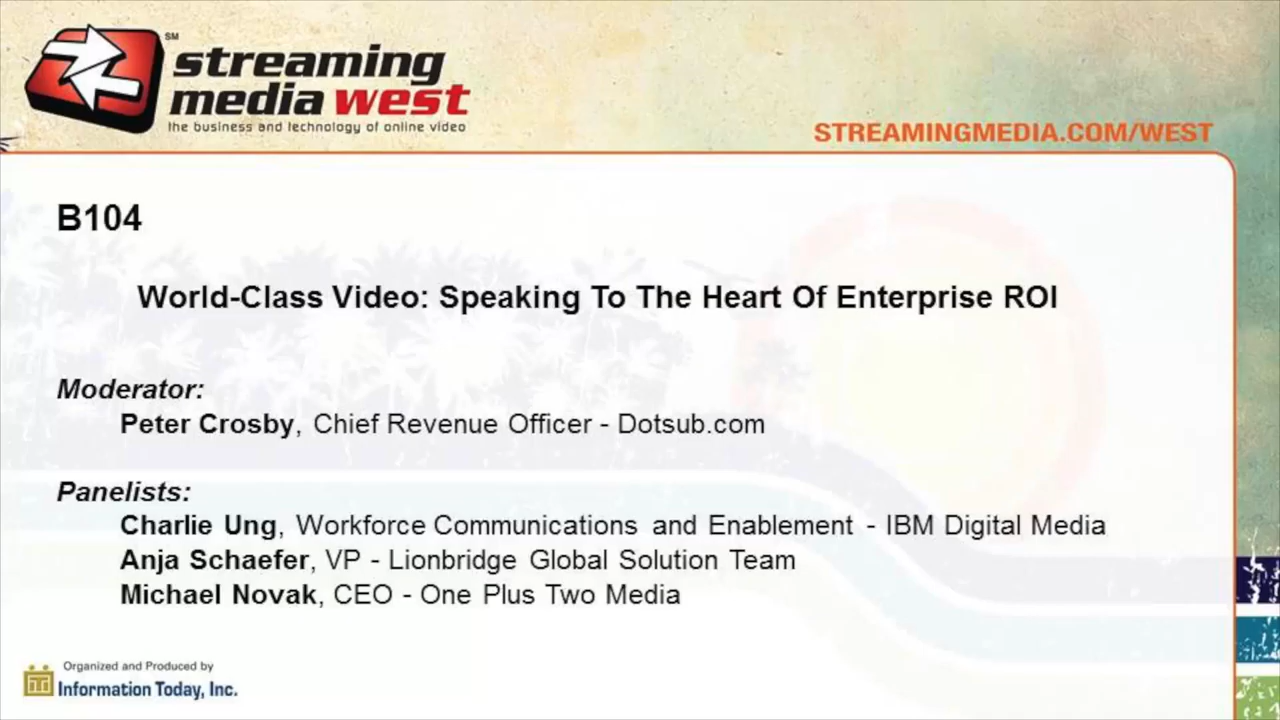 streaming SM
media west
the business and technology of online video
STREAMINGMEDIA.COM/WEST
B104
World-Class Video: Speaking To The Heart Of Enterprise ROI
Moderator:
Peter Crosby, Chief Revenue Officer - Dotsub.com
Panelists:
Charlie Ung, Workforce Communications and Enablement - IBM Digital Media
Anja Schaefer, VP - Lionbridge Global Solution Team
Michael Novak, CEO - One Plus Two Media
Organized and Produced by
Information Today, Inc.